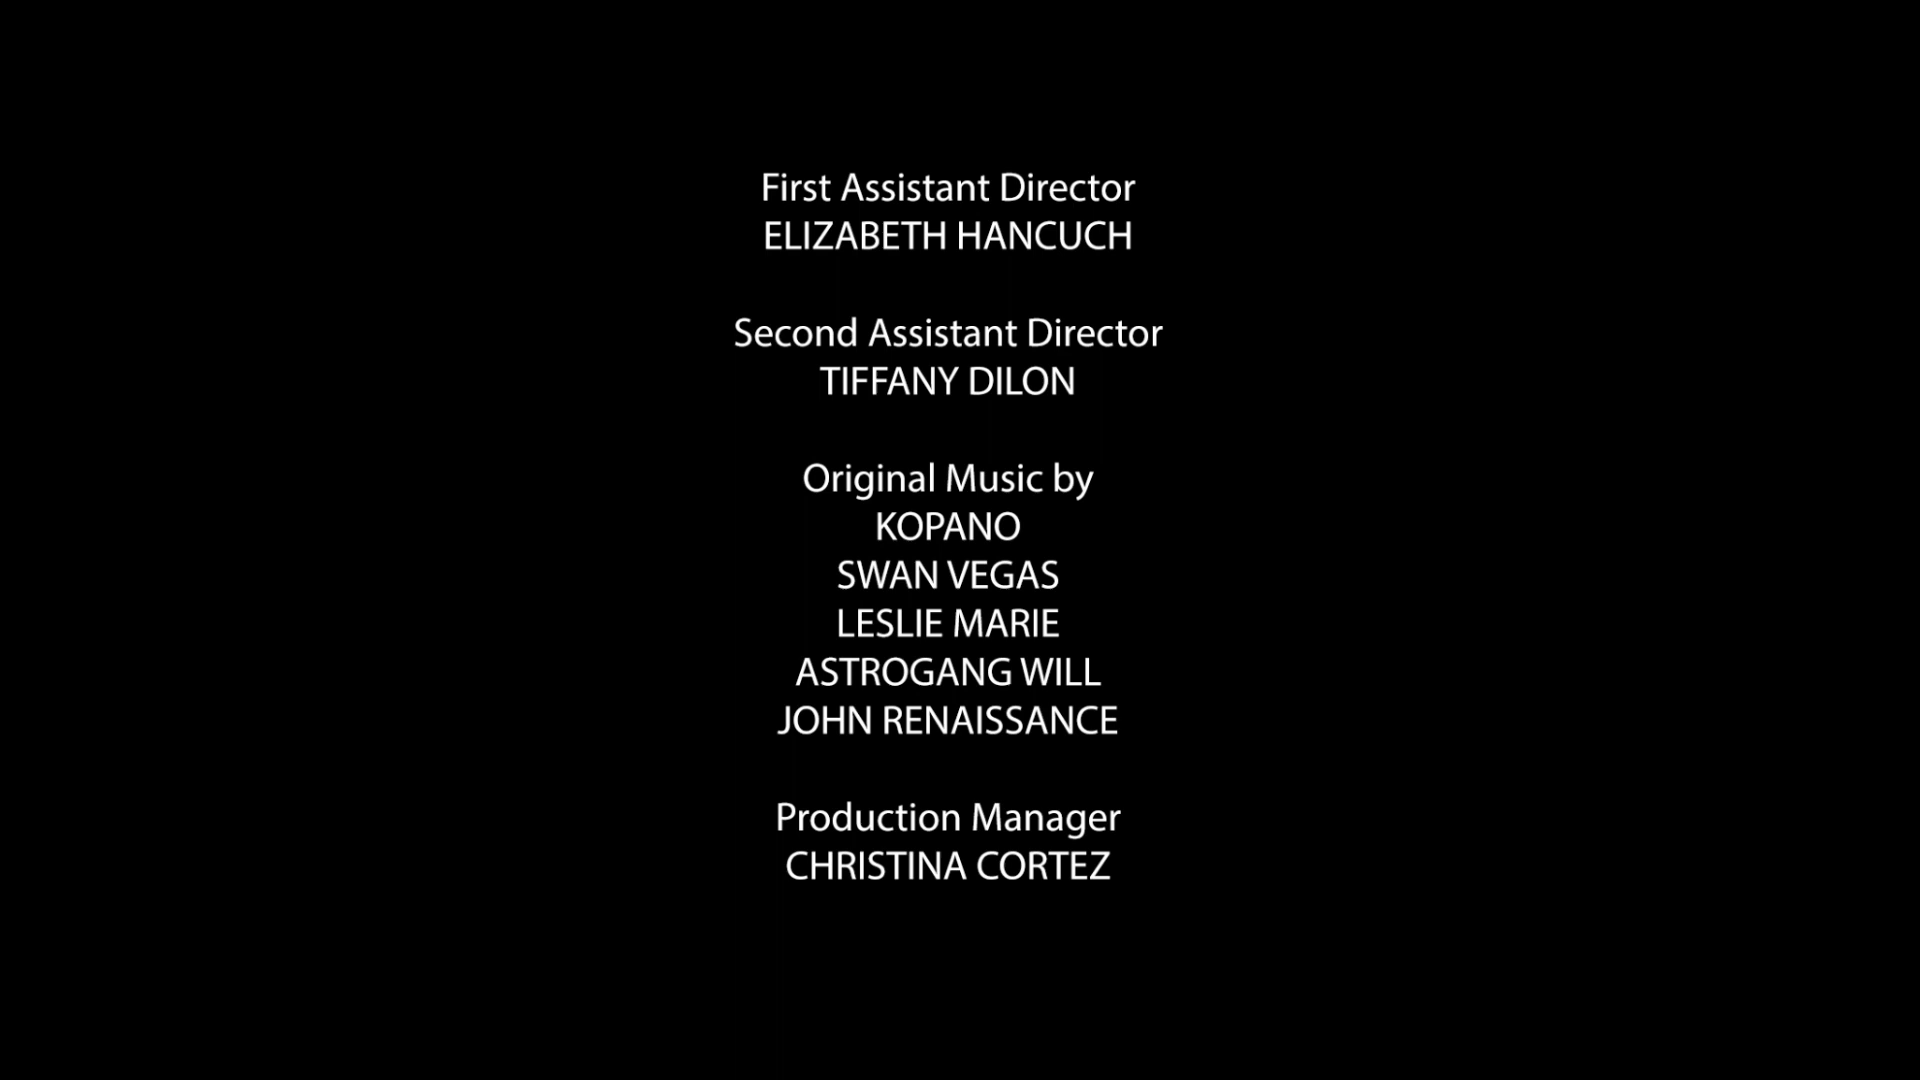 First Assistant Director
ELIZABETH HANCUCH
Second Assistant Director
TIFFANY DILON
Original Music by
KOPANO
SWAN VEGAS
LESLIE MARIE
ASTROGANG WILL
JOHN RENAISSANCE
Production Manager
CHRISTINA CORTEZ